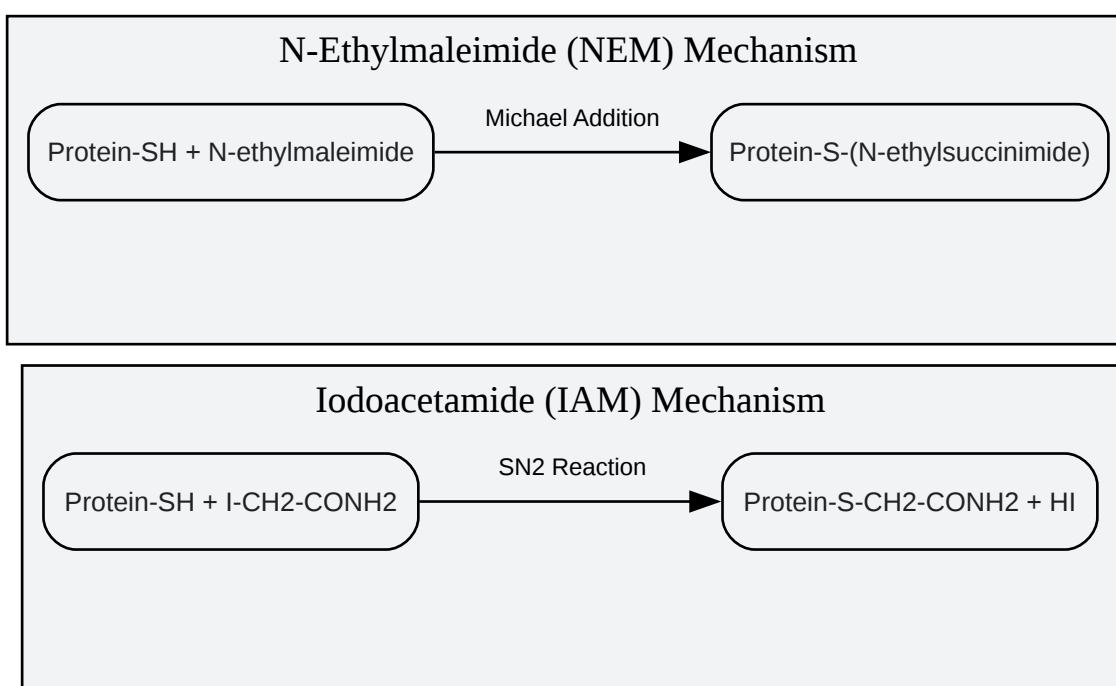 N-Ethylmaleimide (NEM) Mechanism
Michael Addition
Protein-SH + N-ethylmaleimide
Protein-S-(N-ethylsuccinimide)
Iodoacetamide (IAM) Mechanism
SN2 Reaction
Protein-SH + I-CH2-CONH2
Protein-S-CH2-CONH2 + HI